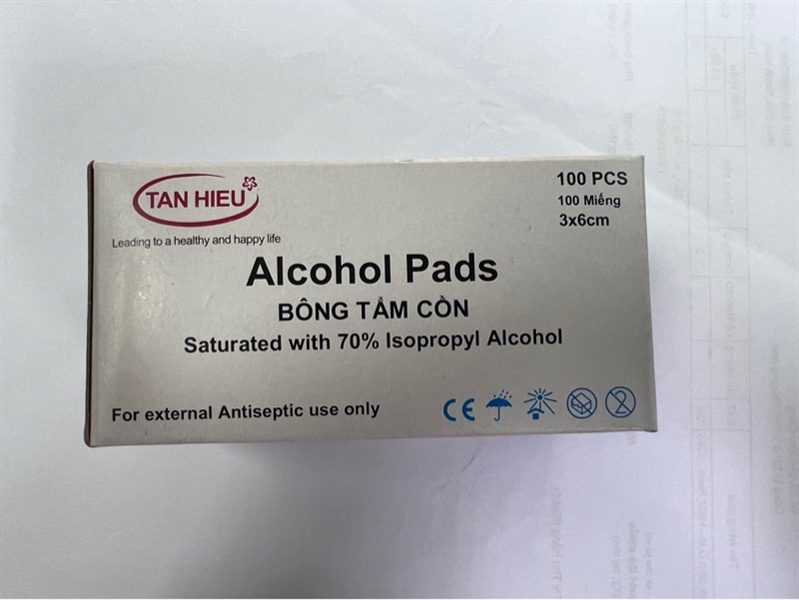 TAN HIEU
Leading to a healthy and happy life
100 PCS
100 Miếng
3x6cm
Alcohol Pads
BÔNG TẨM CỒN
Saturated with 70% Isopropyl Alcohol
For external Antiseptic use only
CE
2